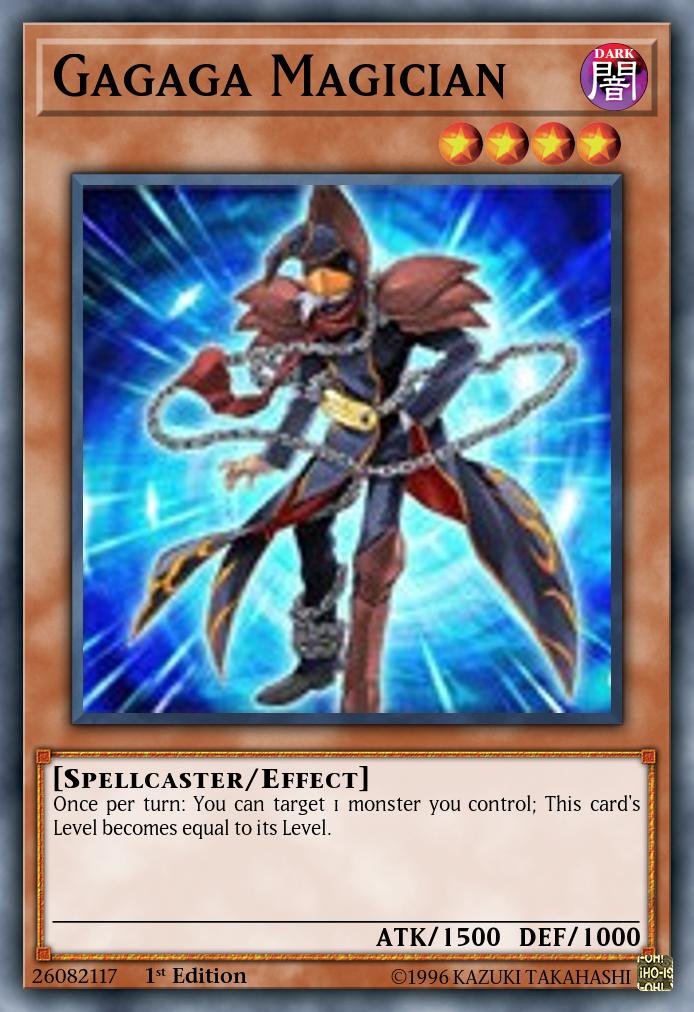 Gagaga Magician
DARK
闇
[Spellcaster/Effect]
Once per turn: You can target 1 monster you control; This card's
Level becomes equal to its Level.
ATK/1500 DEF/1000
26082117 1st Edition ©1996 KAZUKI TAKAHASHI